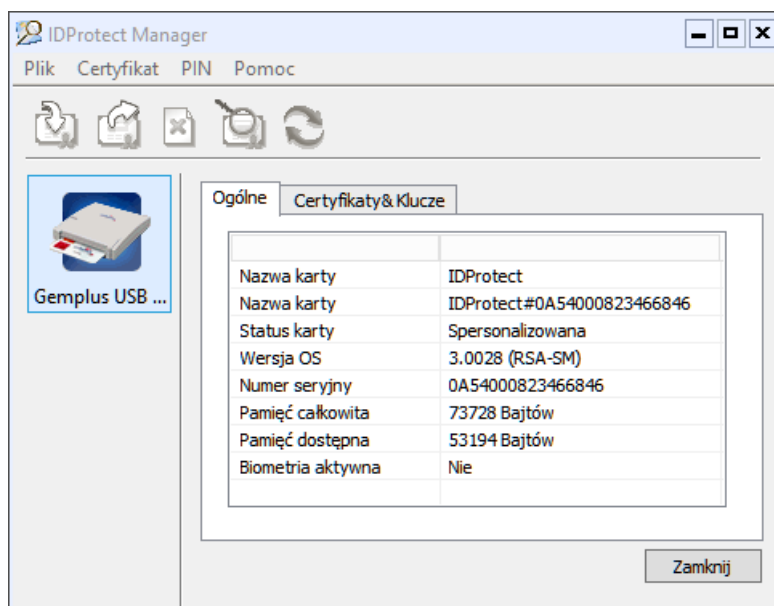 IDProtect Manager
Plik Certyfikat PIN Pomoc
Gemplus USB ...
Ogólne Certyfikaty& Klucze
Nazwa karty IDProtect
Nazwa karty IDProtect#0A54000823466846
Status karty Spersonalizowana
Wersja OS 3.0028 (RSA-SM)
Numer seryjny 0A54000823466846
Pamięć całkowita 73728 Bajtów
Pamięć dostępna 53194 Bajtów
Biometria aktywna Nie
Zamknij